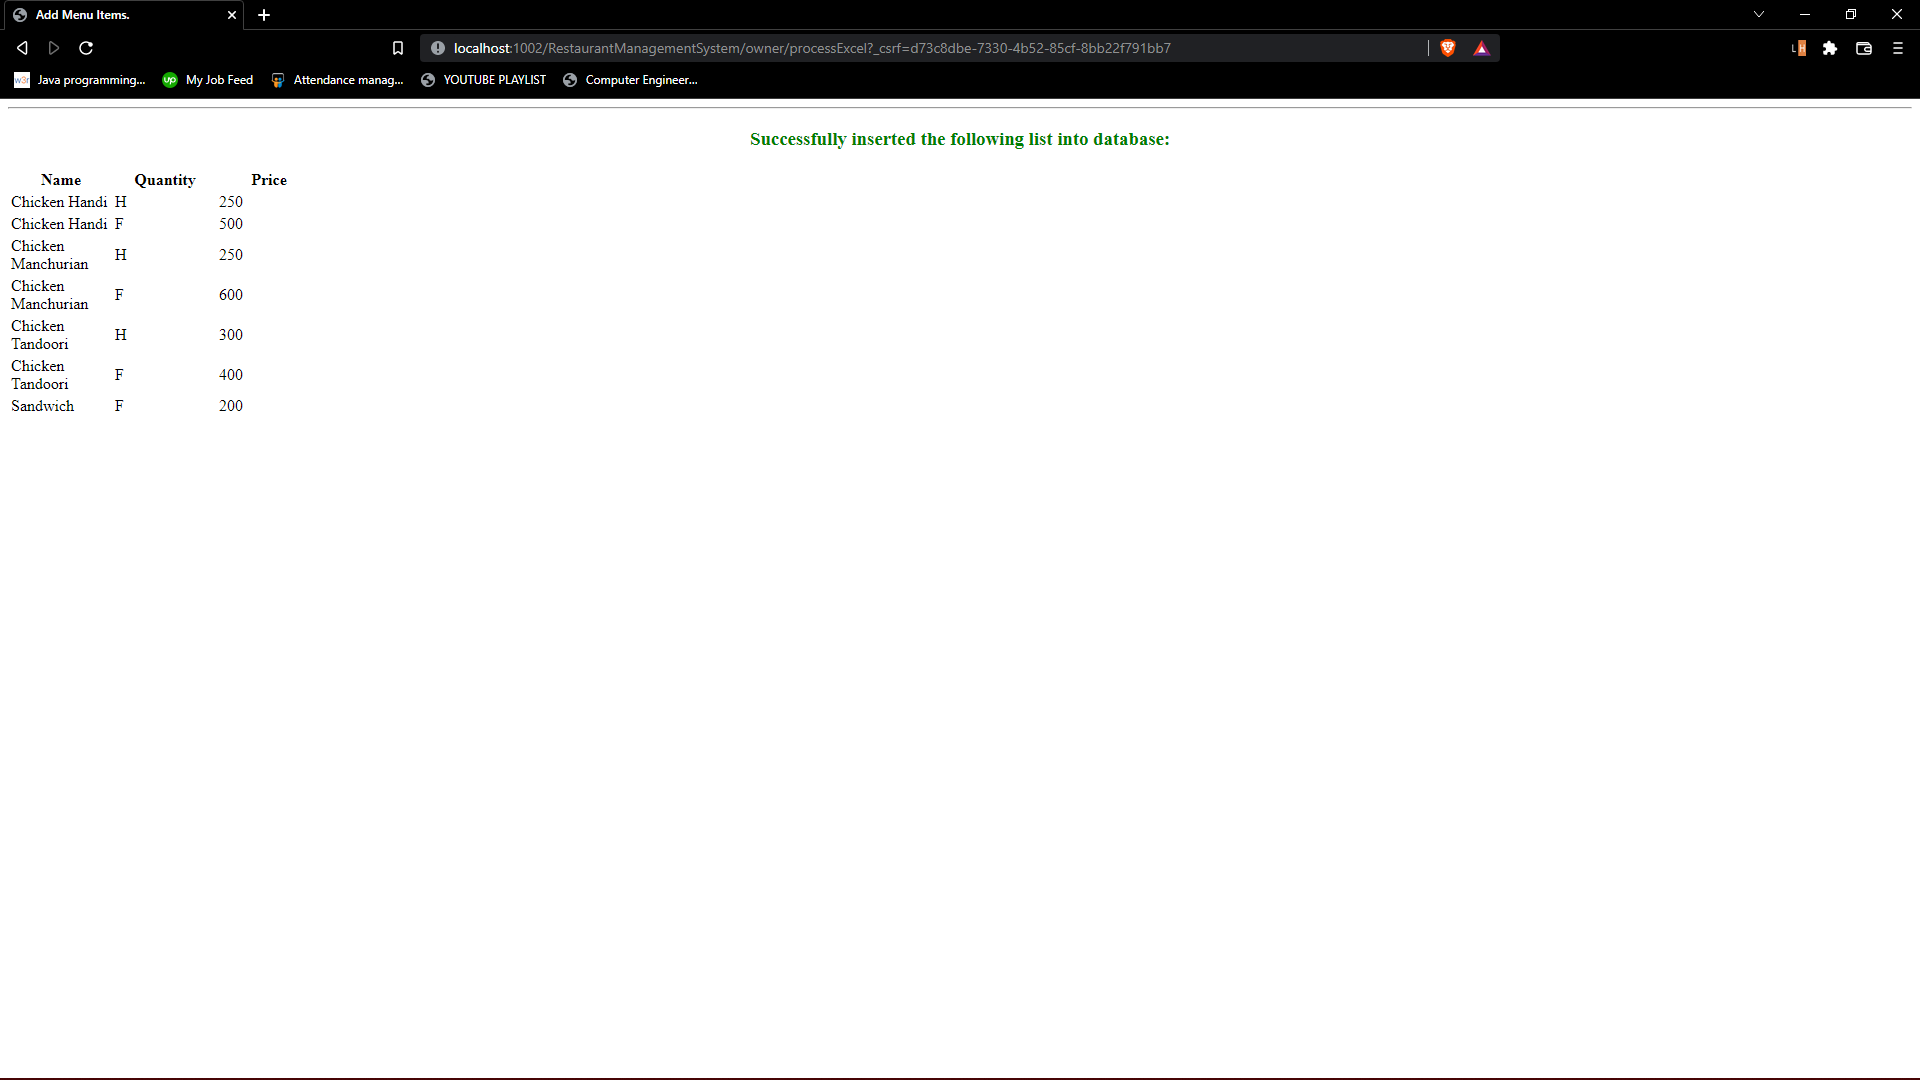 Add Menu Items.
localhost:1002/RestaurantManagementSystem/owner/processExcel?_csrf=d73c8dbe-7330-4b52-85cf-8bb22f791bb7
w3r Java programming... up My Job Feed Attendance manag... YOUTUBE PLAYLIST Computer Engineer...
Successfully inserted the following list into database:
Name Quantity Price
Chicken Handi H 250
Chicken Handi F 500
Chicken
Manchurian H 250
Chicken
Manchurian F 600
Chicken
Tandoori H 300
Chicken
Tandoori F 400
Sandwich F 200